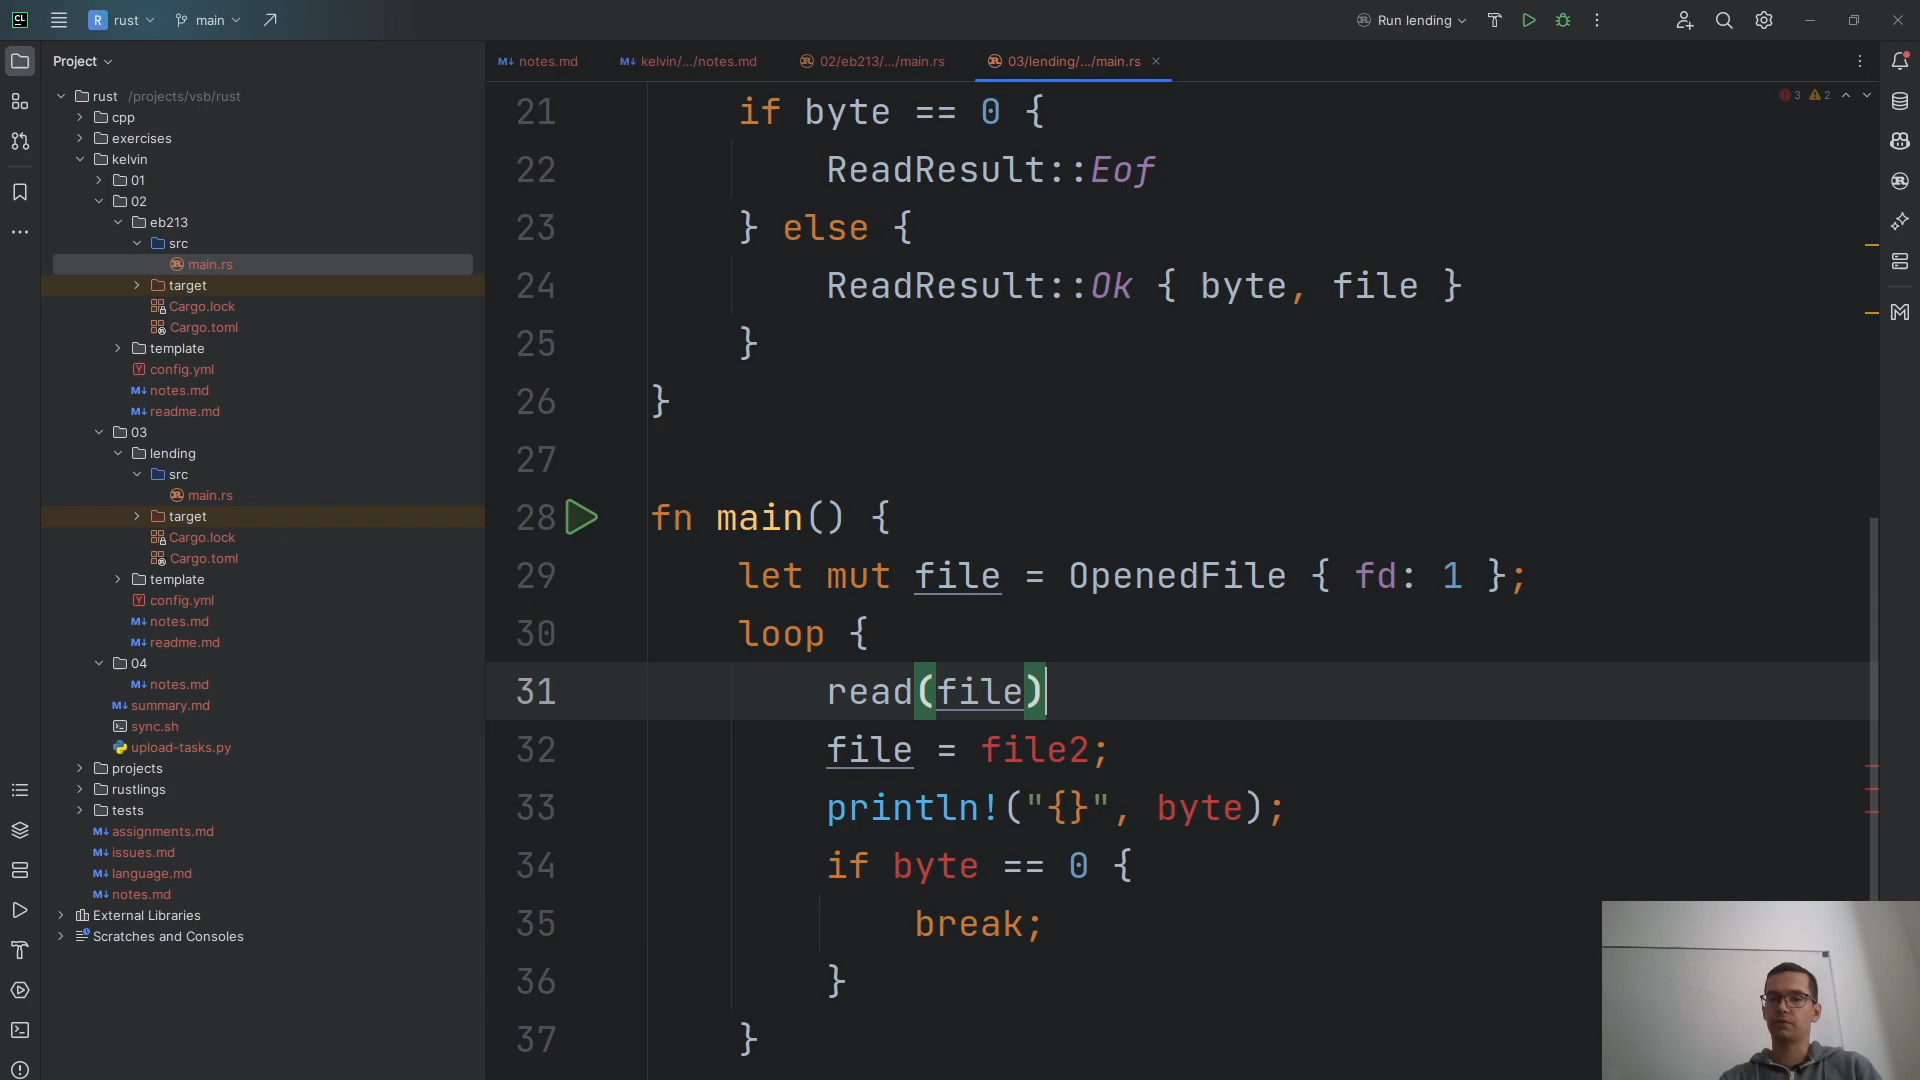 CL
R rust
main
Run lending
Project
rust /projects/vsb/rust
cpp
exercises
kelvin
01
02
eb213
src
main.rs
target
Cargo.lock
Cargo.toml
template
config.yml
notes.md
readme.md
03
lending
src
main.rs
target
Cargo.lock
Cargo.toml
template
config.yml
notes.md
readme.md
04
notes.md
summary.md
sync.sh
upload-tasks.py
projects
rustlings
tests
assignments.md
issues.md
language.md
notes.md
External Libraries
Scratches and Consoles
notes.md
kelvin/.../notes.md
02/eb213/.../main.rs
03/lending/.../main.rs
3 2
21 if byte == 0 {
22 ReadResult::Eof
23 } else {
24 ReadResult::Ok { byte, file }
25 }
26 }
27
28 fn main() {
29 let mut file = OpenedFile { fd: 1 };
30 loop {
31 read(file)
32 file = file2;
33 println!("{}", byte);
34 if byte == 0 {
35 break;
36 }
37 }